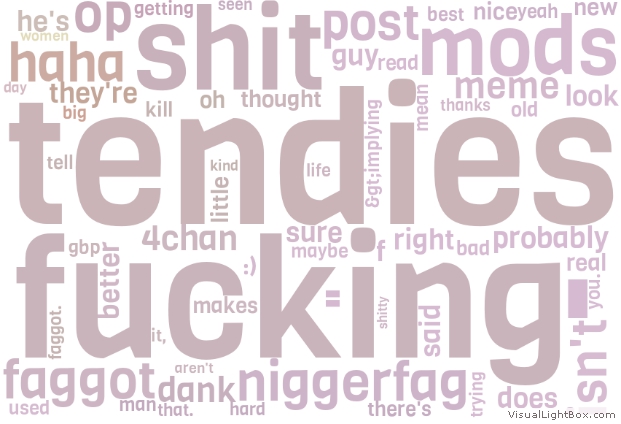 he's
women
op
getting
seen
shit
post
best
nice
yeah
new
haha
guy
read
mods
day
they're
big
kill
oh
thought
&gt;implying
mean
meme
thanks
old
look
tendies
tell
little
kind
life
fucking
gbp
better
4chan
:)
sure
maybe
f
right
bad
probably
real
you.
isn't
faggot.
it,
makes
=
shitty
said
faggot
used
man
that.
aren't
dank
hard
niggerfag
there's
trying
does
VisualLightBox.com